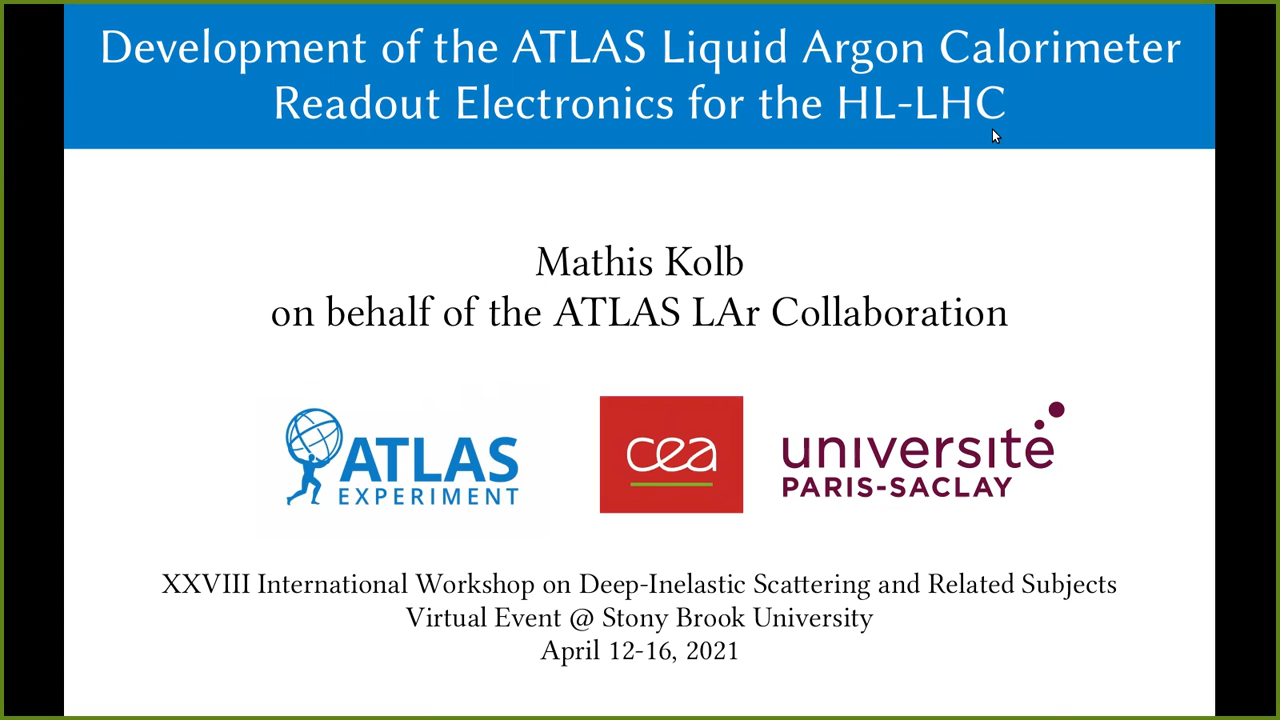 Development of the ATLAS Liquid Argon Calorimeter
Readout Electronics for the HL-LHC
Mathis Kolb
on behalf of the ATLAS LAr Collaboration
ATLAS
EXPERIMENT
cea
université
PARIS-SACLAY
XXVIII International Workshop on Deep-Inelastic Scattering and Related Subjects
Virtual Event @ Stony Brook University
April 12-16, 2021